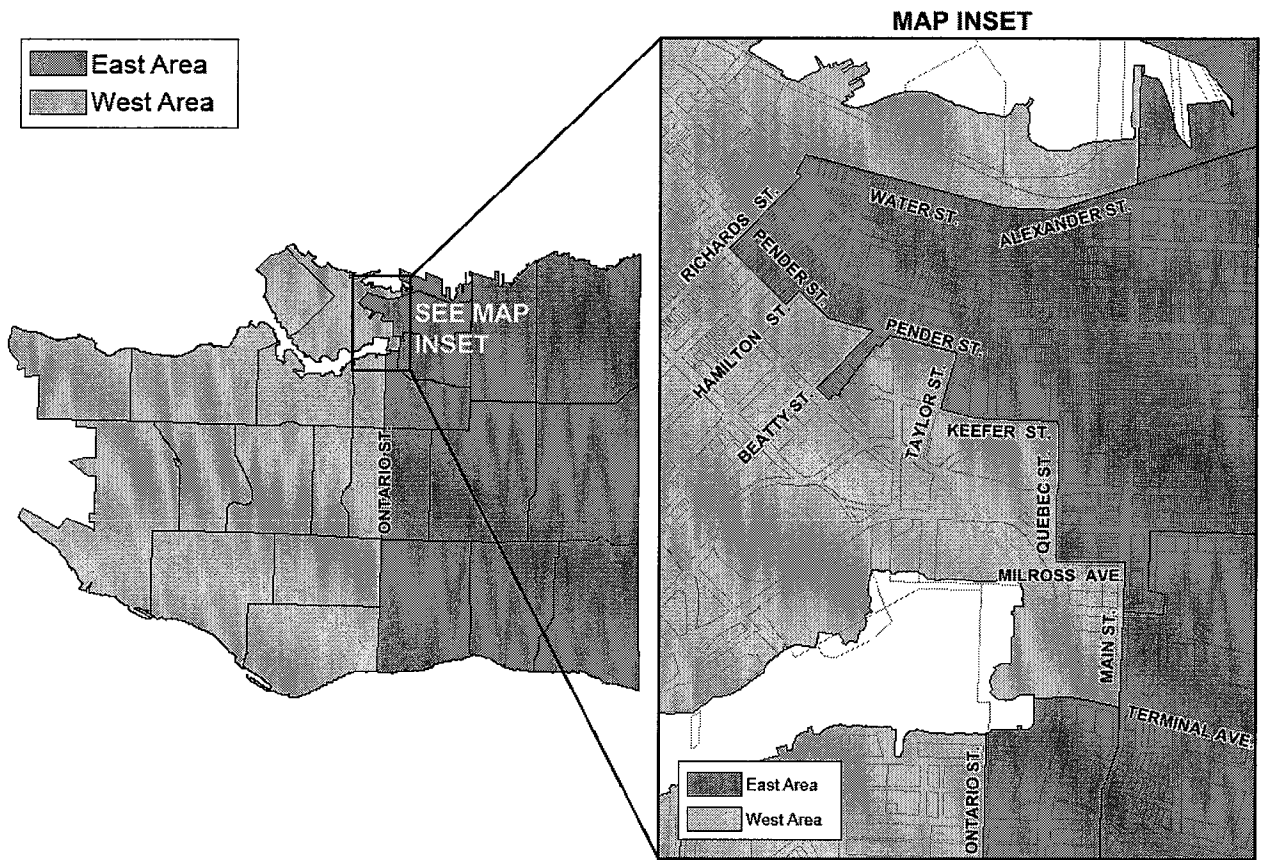 MAP INSET
East Area
West Area
SEE MAP
INSET
ONTARIO ST.
RICHARDS ST.
WATER ST.
ALEXANDER ST.
PENDER ST.
HAMILTON ST.
PENDER ST.
BEATTY ST.
TAYLOR ST.
KEEFER ST.
QUEBEC ST.
MILROSS AVE
MAIN ST.
TERMINAL AVE.
ONTARIO ST.
East Area
West Area